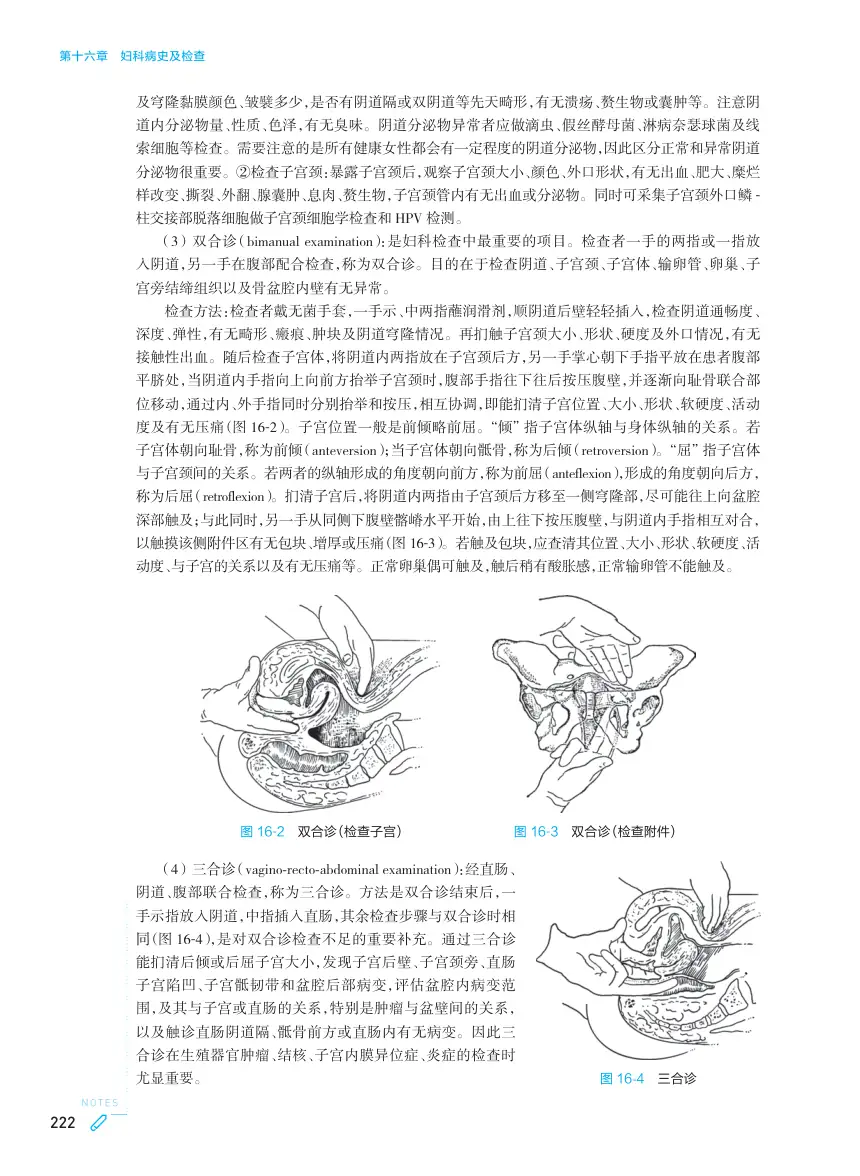 第十六章 妇科病史及检查
及穹隆黏膜颜色、皱襞多少,是否有阴道隔或双阴道等先天畸形,有无溃疡、赘生物或囊肿等。注意阴
道内分泌物量、性质、色泽,有无臭味。阴道分泌物异常者应做滴虫、假丝酵母菌、淋病奈瑟球菌及线
索细胞等检查。需要注意的是所有健康女性都会有一定程度的阴道分泌物,因此区分正常和异常阴道
分泌物很重要。②检查子宫颈:暴露子宫颈后,观察子宫颈大小、颜色、外口形状,有无出血、肥大、糜烂
样改变、撕裂、外翻、腺囊肿、息肉、赘生物,子宫颈管内有无出血或分泌物。同时可采集子宫颈外口鳞-
柱交接部脱落细胞做子宫颈细胞学检查和 HPV 检测。
(3)双合诊(bimanual examination):是妇科检查中最重要的项目。检查者一手的两指或一指放
入阴道,另一手在腹部配合检查,称为双合诊。目的在于检查阴道、子宫颈、子宫体、输卵管、卵巢、子
宫旁结缔组织以及骨盆腔内壁有无异常。
检查方法:检查者戴无菌手套,一手示、中两指蘸润滑剂,顺阴道后壁轻轻插入,检查阴道通畅度、
深度、弹性,有无畸形、瘢痕、肿块及阴道穹隆情况。再扪触子宫颈大小、形状、硬度及外口情况,有无
接触性出血。随后检查子宫体,将阴道内两指放在子宫颈后方,另一手掌心朝下手指平放在患者腹部
平脐处,当阴道内手指向上向前方抬举子宫颈时,腹部手指往下往后按压腹壁,并逐渐向耻骨联合部
位移动,通过内、外手指同时分别抬举和按压,相互协调,即能扪清子宫位置、大小、形状、软硬度、活动
度及有无压痛(图 16-2)。子宫位置一般是前倾略前屈。“倾”指子宫体纵轴与身体纵轴的关系。若
子宫体朝向耻骨,称为前倾(anteversion);当子宫体朝向骶骨,称为后倾(retroversion)。“屈”指子宫体
与子宫颈间的关系。若两者的纵轴形成的角度朝向前方,称为前屈(anteflexion),形成的角度朝向后方,
称为后屈(retroflexion)。扪清子宫后,将阴道内两指由子宫颈后方移至一侧穹隆部,尽可能往上向盆腔
深部触及;与此同时,另一手从同侧下腹壁髂嵴水平开始,由上往下按压腹壁,与阴道内手指相互对合,
以触摸该侧附件区有无包块、增厚或压痛(图 16-3)。若触及包块,应查清其位置、大小、形状、软硬度、活
动度、与子宫的关系以及有无压痛等。正常卵巢偶可触及,触后稍有酸胀感,正常输卵管不能触及。
图 16-2 双合诊(检查子宫)
图 16-3 双合诊(检查附件)
(4)三合诊(vagino-recto-abdominal examination):经直肠、
阴道、腹部联合检查,称为三合诊。方法是双合诊结束后,一
手示指放入阴道,中指插入直肠,其余检查步骤与双合诊时相
同(图 16-4),是对双合诊检查不足的重要补充。通过三合诊
能扪清后倾或后屈子宫大小,发现子宫后壁、子宫颈旁、直肠
子宫陷凹、子宫骶韧带和盆腔后部病变,评估盆腔内病变范
围,及其与子宫或直肠的关系,特别是肿瘤与盆壁间的关系,
以及触诊直肠阴道隔、骶骨前方或直肠内有无病变。因此三
合诊在生殖器官肿瘤、结核、子宫内膜异位症、炎症的检查时
尤显重要。
图 16-4 三合诊
NOTES
222